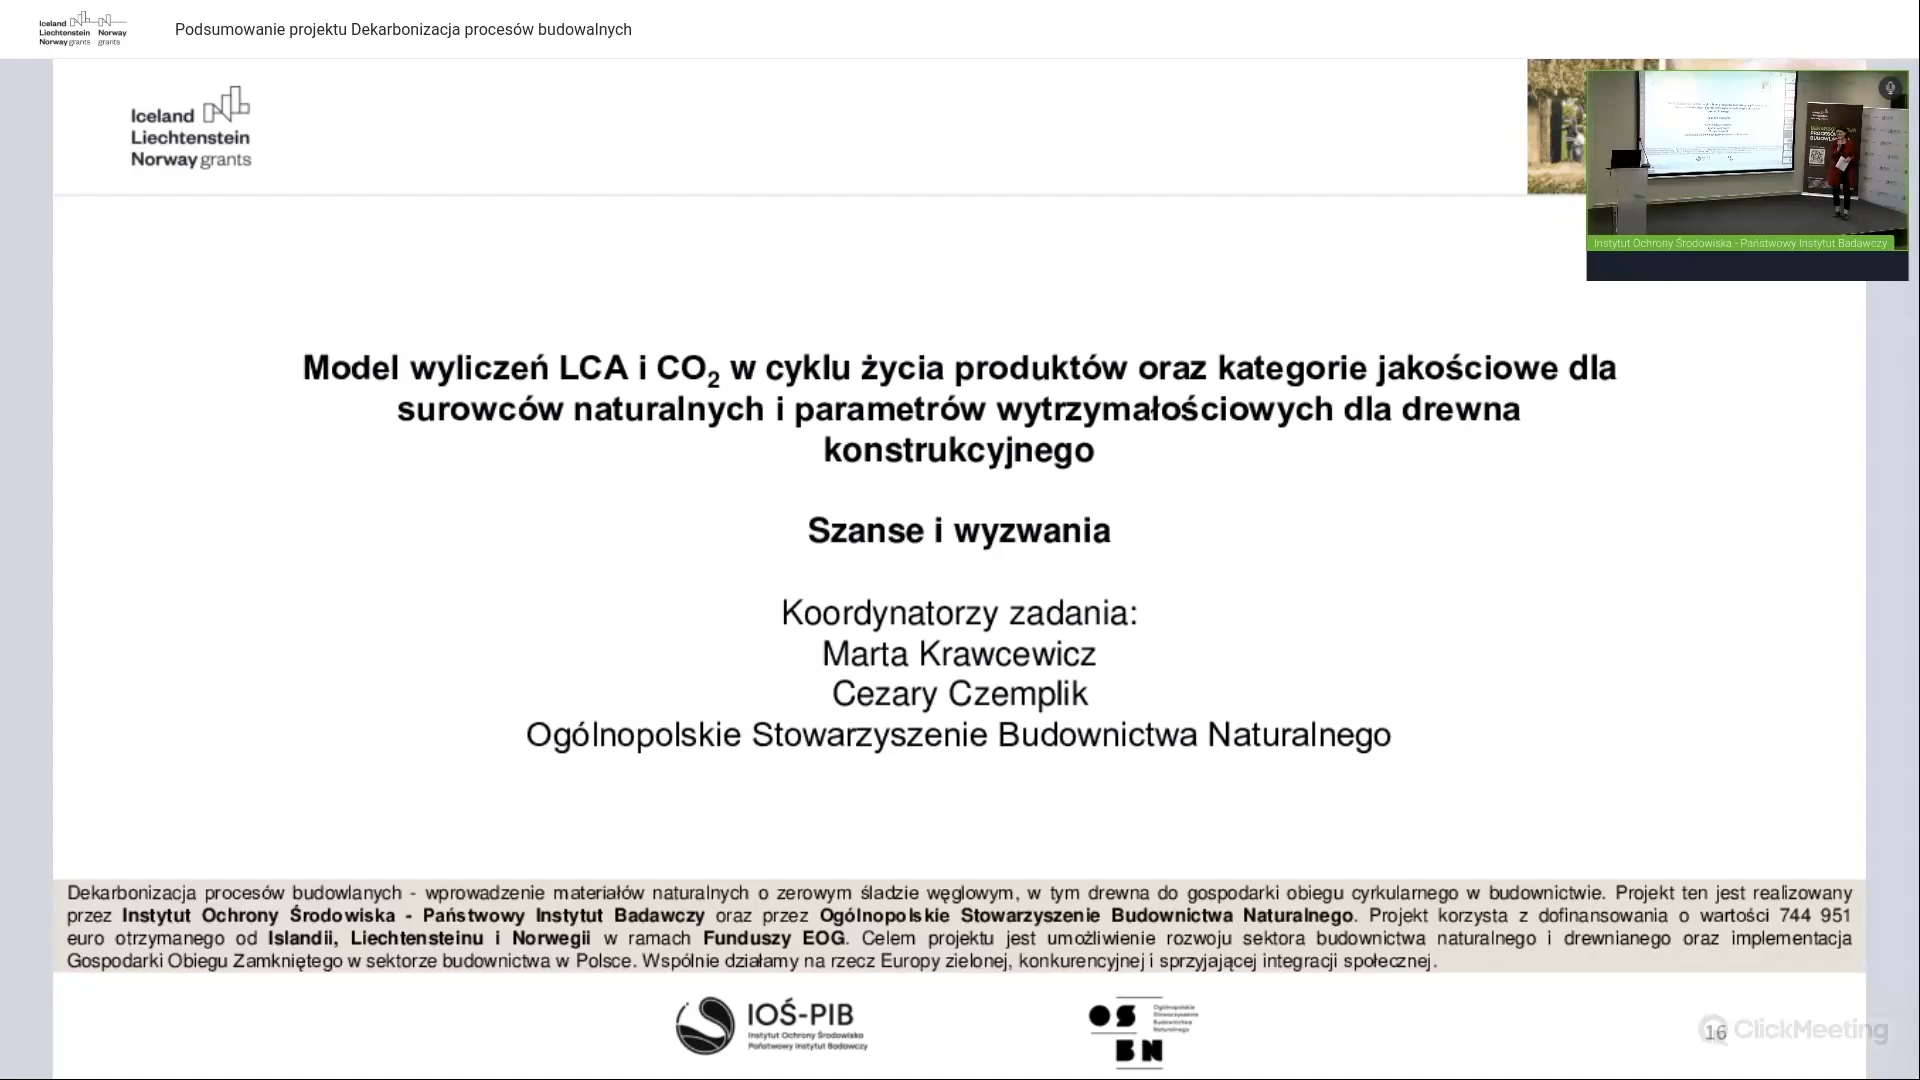 Iceland
Liechtenstein
Norway grants
Norway
grants
Podsumowanie projektu Dekarbonizacja procesów budowalnych
Iceland
Liechtenstein
Norway grants
Instytut Ochrony Środowiska - Państwowy Instytut Badawczy
Model wyliczeń LCA i CO2 w cyklu życia produktów oraz kategorie jakościowe dla
surowców naturalnych i parametrów wytrzymałościowych dla drewna
konstrukcyjnego
Szanse i wyzwania
Koordynatorzy zadania:
Marta Krawcewicz
Cezary Czemplik
Ogólnopolskie Stowarzyszenie Budownictwa Naturalnego
Dekarbonizacja procesów budowlanych - wprowadzenie materiałów naturalnych o zerowym śladzie węglowym, w tym drewna do gospodarki obiegu cyrkularnego w budownictwie. Projekt ten jest realizowany
przez Instytut Ochrony Środowiska - Państwowy Instytut Badawczy oraz przez Ogólnopolskie Stowarzyszenie Budownictwa Naturalnego. Projekt korzysta z dofinansowania o wartości 744 951
euro otrzymanego od Islandii, Liechtensteinu i Norwegii w ramach Funduszy EOG. Celem projektu jest umożliwienie rozwoju sektora budownictwa naturalnego i drewnianego oraz implementacja
Gospodarki Obiegu Zamkniętego w sektorze budownictwa w Polsce. Wspólnie działamy na rzecz Europy zielonej, konkurencyjnej i sprzyjającej integracji społecznej.
IOŚ-PIB
Instytut Ochrony Środowiska
Państwowy Instytut Badawczy
OS
BN
Ogólnopolskie
Stowarzyszenie
Budownictwa
Naturalnego
16
ClickMeeting